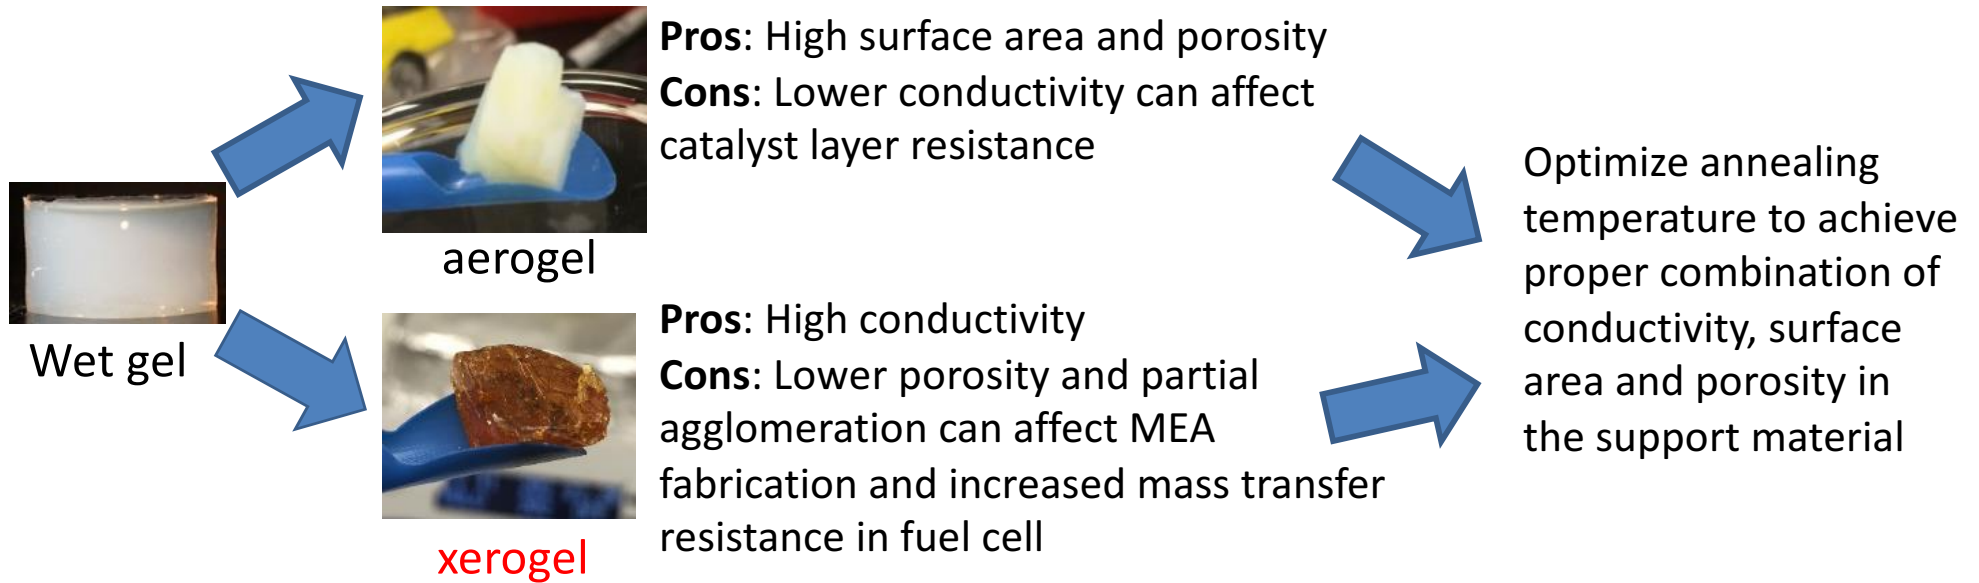 Wet gel
aerogel
Pros: High surface area and porosity
Cons: Lower conductivity can affect
catalyst layer resistance
xerogel
Pros: High conductivity
Cons: Lower porosity and partial
agglomeration can affect MEA
fabrication and increased mass transfer
resistance in fuel cell
Optimize annealing
temperature to achieve
proper combination of
conductivity, surface
area and porosity in
the support material